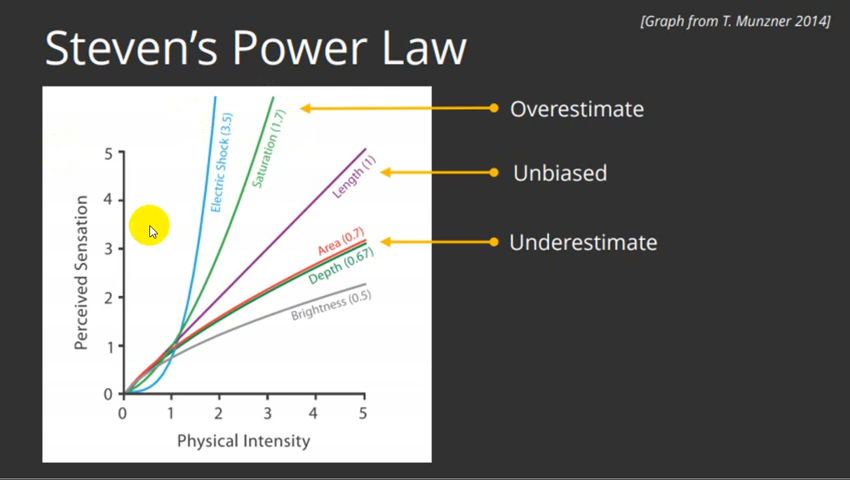 [Graph from T. Munzner 2014]
Steven's Power Law
Overestimate
Unbiased
Underestimate
Electric Shock (3.5)
Saturation (1.7)
Length (1)
Area (0.7)
Depth (0.67)
Brightness (0.5)
Perceived Sensation
5
4
3
2
1
0
0 1 2 3 4 5
Physical Intensity